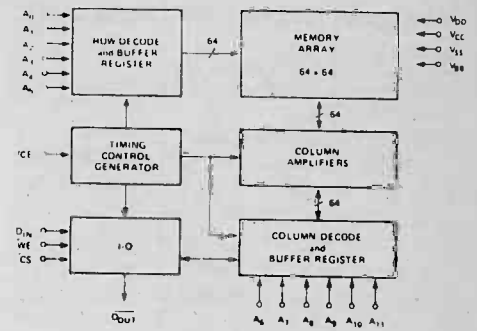 A0
A1
A2
A3
A4
A5
ROW DECODE
and BUFFER
REGISTER
64
MEMORY
ARRAY
64 × 64
VDD
VCC
VSS
VBB
64
CE
TIMING
CONTROL
GENERATOR
COLUMN
AMPLIFIERS
64
DIN
WE
CS
I/O
COLUMN DECODE
and
BUFFER REGISTER
DOUT
A6 A7 A8 A9 A10 A11